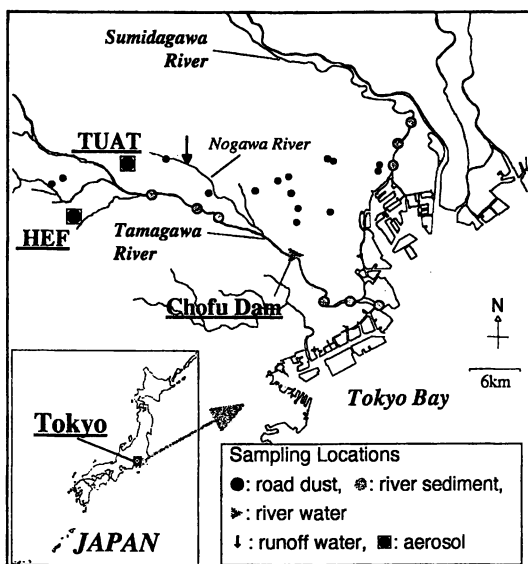 Sumidagawa
River
TUAT
Nogawa River
HEF
Tamagawa
River
Chofu Dam
N
6km
Tokyo Bay
Tokyo
JAPAN
Sampling Locations
: road dust, : river sediment,
: river water
: runoff water, : aerosol